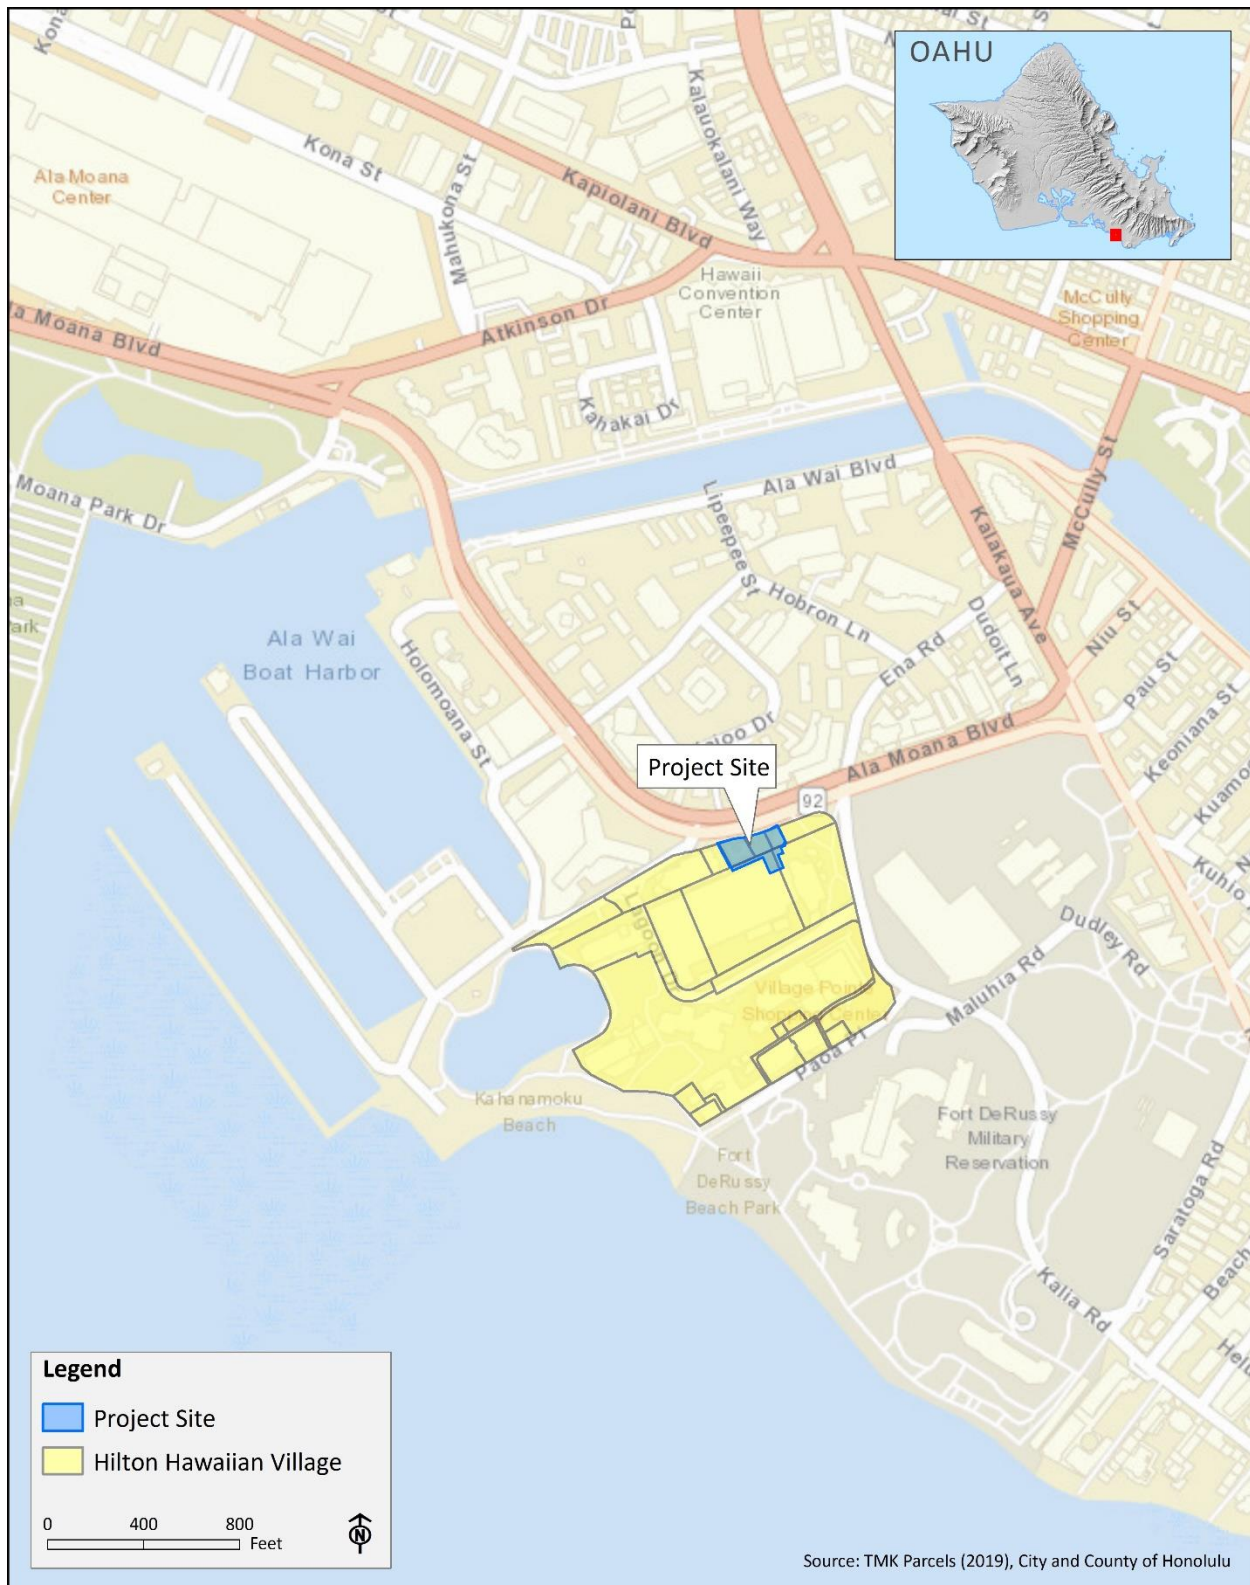 OAHU
Kona St
Ala Moana
Center
Mahukona St
Kapiolani Blvd
Kalauokalani Way
Hawaii
Convention
Center
McCully
Shopping
Center
Moana Blvd
Atkinson Dr
Kahakai Dr
Moana Park Dr
Ala Wai Blvd
Lipeepee St
Kalakaua Ave
McCully St
Hobron Ln
Ena Rd
Dudoit Ln
Niu St
Pau St
Keoniana St
Ala Wai
Boat Harbor
Holomoana St
Ala Moana Blvd
Project Site
92
Kuhio
Dudley Rd
Maluhia Rd
Village Point
Shopping Center
Paoa Pl
Kahanamoku
Beach
Fort
DeRussy
Beach Park
Fort DeRussy
Military
Reservation
Saratoga Rd
Beach
Kalia Rd
Legend
Project Site
Hilton Hawaiian Village
0 400 800
Feet
N
Source: TMK Parcels (2019), City and County of Honolulu